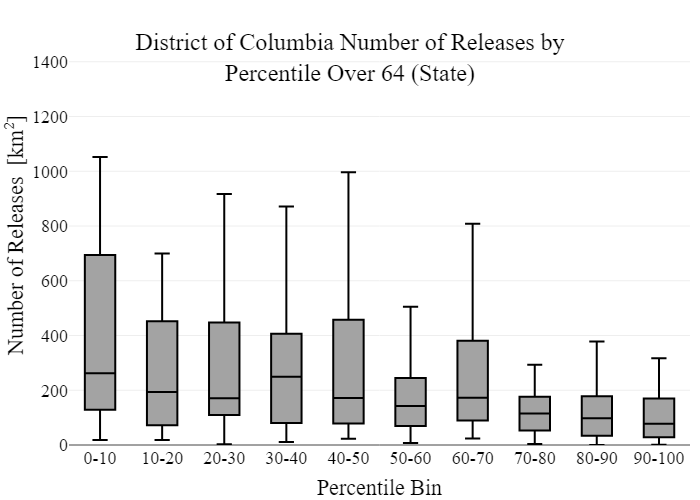 District of Columbia Number of Releases by
Percentile Over 64 (State)
Number of Releases [km²]
1400
1200
1000
800
600
400
200
0
0-10 10-20 20-30 30-40 40-50 50-60 60-70 70-80 80-90 90-100
Percentile Bin